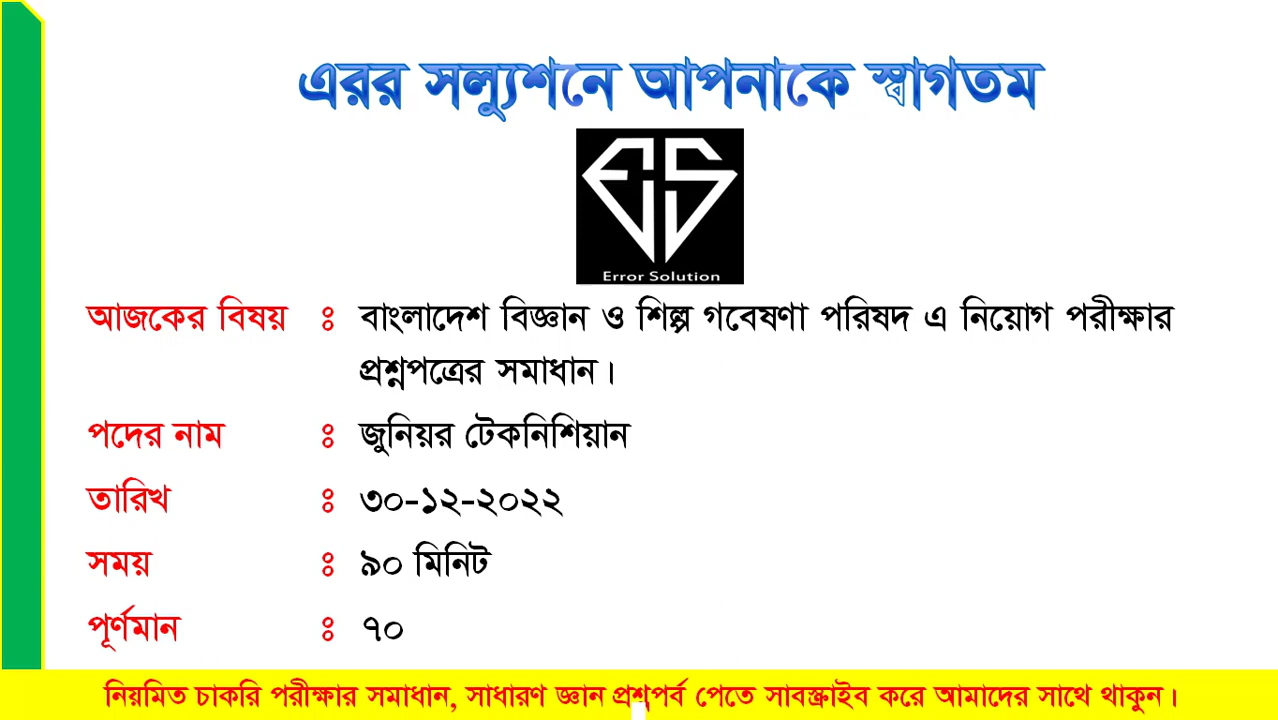 এরর সল্যুশনে আপনাকে স্বাগতম
ES
Error Solution
আজকের বিষয় ঃ বাংলাদেশ বিজ্ঞান ও শিল্প গবেষণা পরিষদ এ নিয়োগ পরীক্ষার
প্রশ্নপত্রের সমাধান।
পদের নাম ঃ জুনিয়র টেকনিশিয়ান
তারিখ ঃ ৩০-১২-২০২২
সময় ঃ ৯০ মিনিট
পূর্ণমান ঃ ৭০
নিয়মিত চাকরি পরীক্ষার সমাধান, সাধারণ জ্ঞান প্রশ্নপর্ব পেতে সাবস্ক্রাইব করে আমাদের সাথে থাকুন।